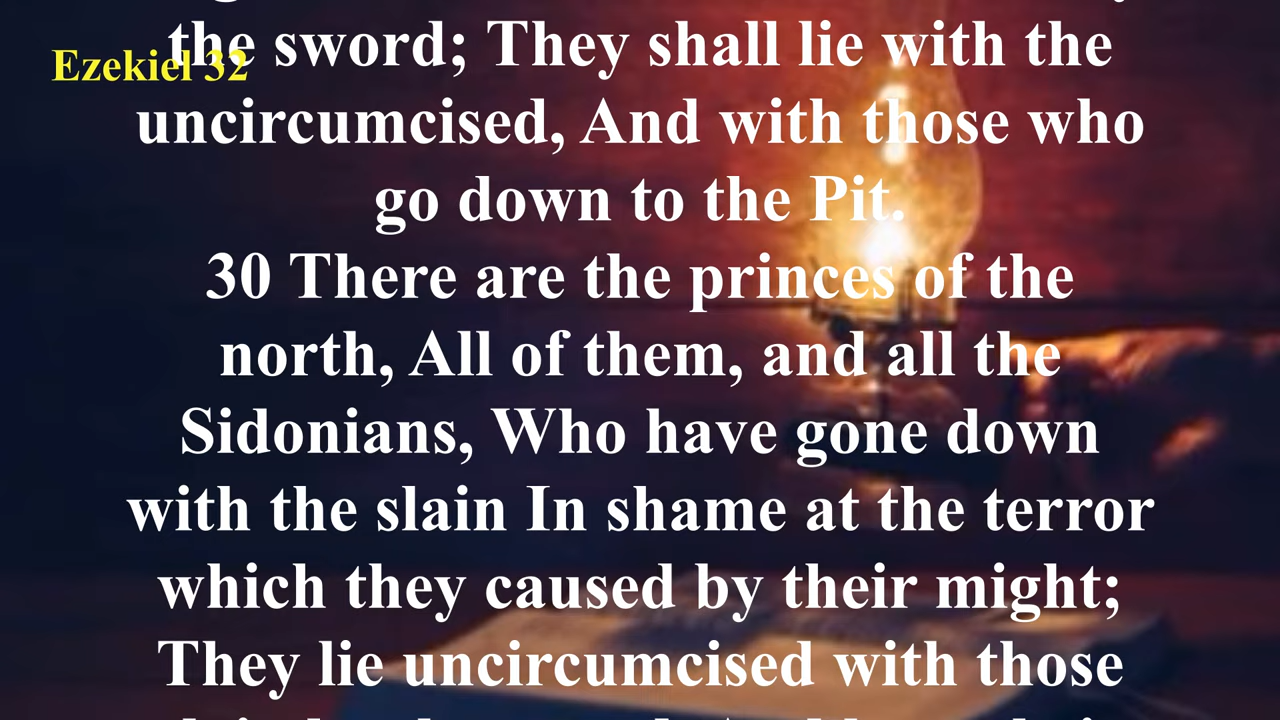 Ezekiel 32
the sword; They shall lie with the
uncircumcised, And with those who
go down to the Pit.
30 There are the princes of the
north, All of them, and all the
Sidonians, Who have gone down
with the slain In shame at the terror
which they caused by their might;
They lie uncircumcised with those